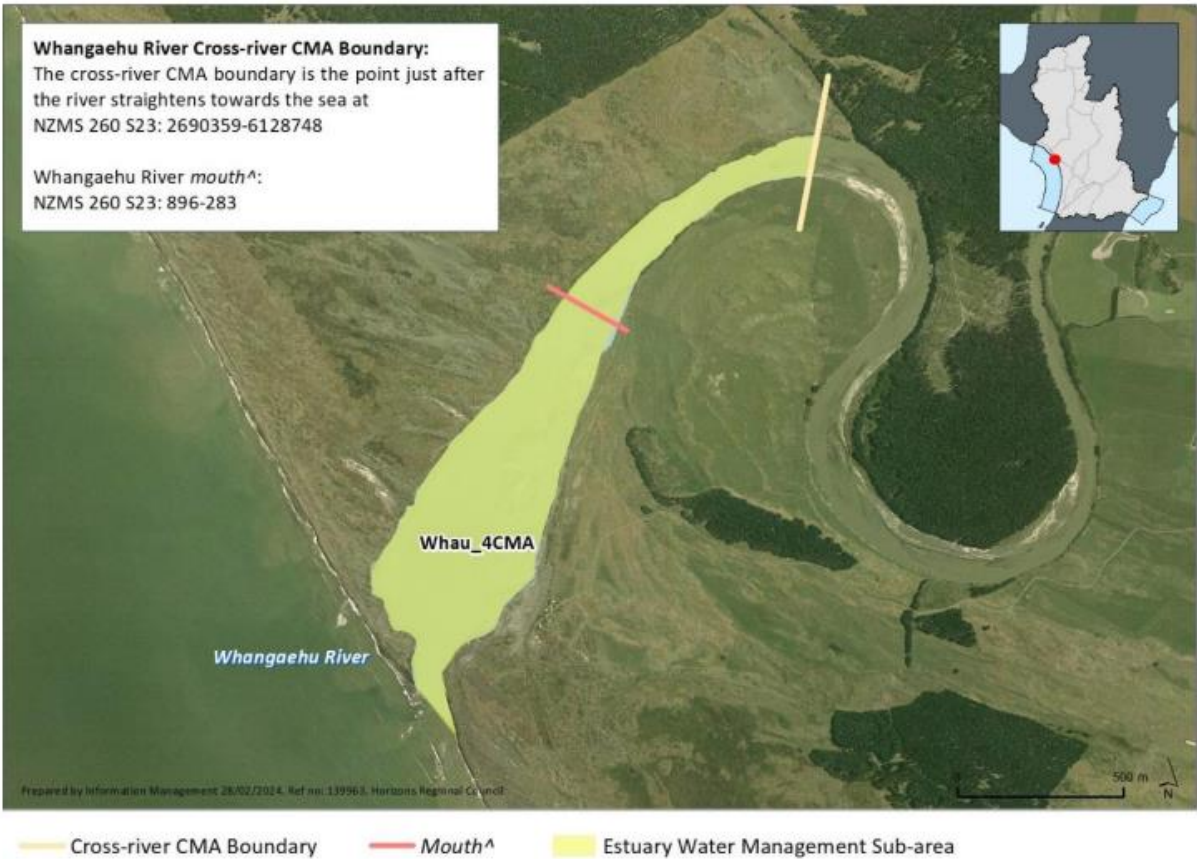 Whangaehu River Cross-river CMA Boundary:
The cross-river CMA boundary is the point just after
the river straightens towards the sea at
NZMS 260 S23: 2690359-6128748
Whangaehu River mouth^:
NZMS 260 S23: 896-283
Whau_4CMA
Whangaehu River
Prepared by Information Management 28/02/2024. Ref no: 139963. Horizons Regional Council
500 m
N
Cross-river CMA Boundary
Mouth^
Estuary Water Management Sub-area